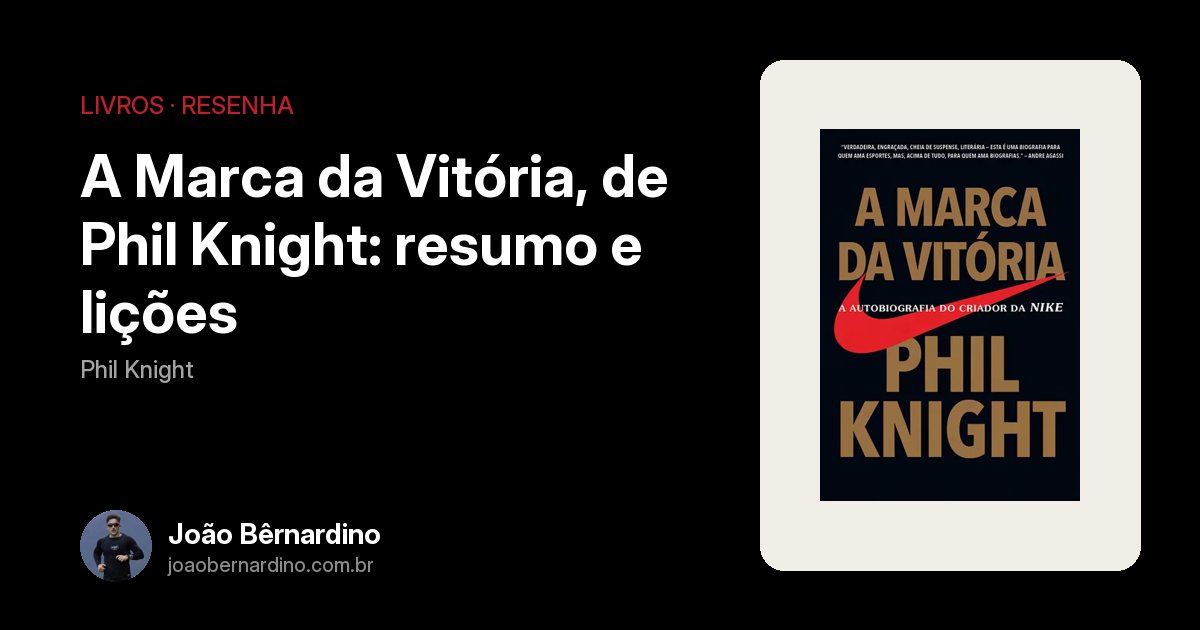 LIVROS · RESENHA
A Marca da Vitória, de
Phil Knight: resumo e
lições
Phil Knight
João Bêrnardino
joaobernardino.com.br
"VERDADEIRA, ENGRAÇADA, CHEIA DE SUSPENSE, LITERÁRIA – ESTA É UMA BIOGRAFIA PARA
QUEM AMA ESPORTES, MAS, ACIMA DE TUDO, PARA QUEM AMA BIOGRAFIAS." – ANDRE AGASSI
A MARCA
DA VITÓRIA
A AUTOBIOGRAFIA DO CRIADOR DA NIKE
PHIL
KNIGHT